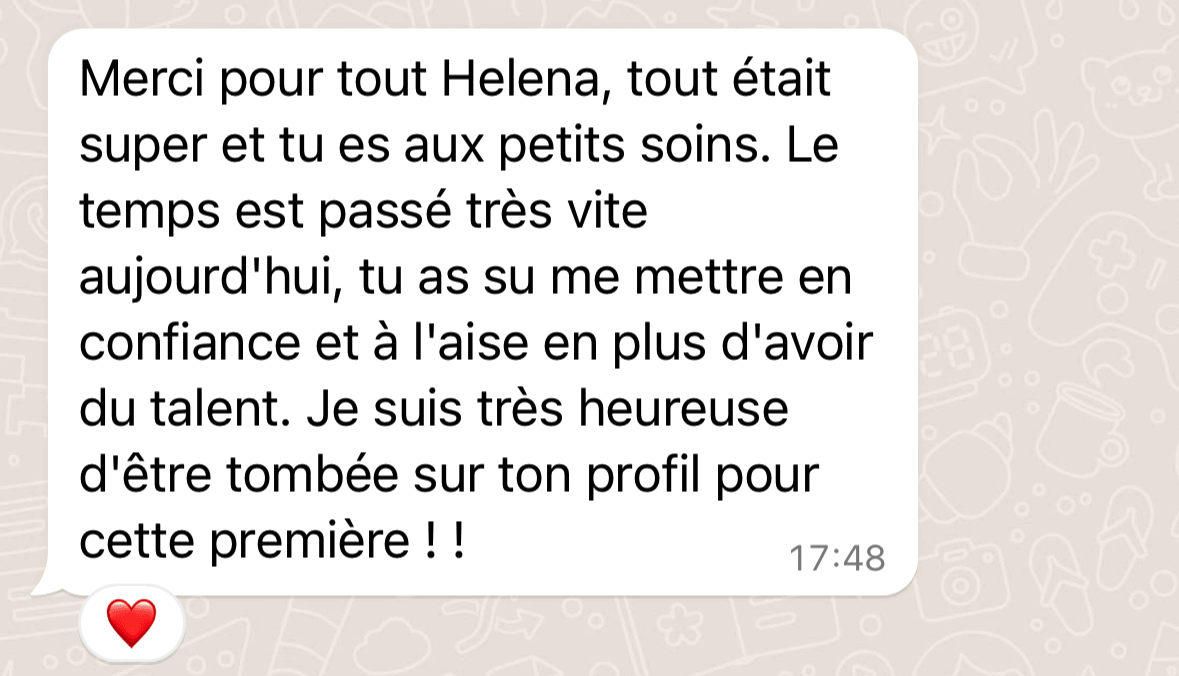 Merci pour tout Helena, tout était
super et tu es aux petits soins. Le
temps est passé très vite
aujourd'hui, tu as su me mettre en
confiance et à l'aise en plus d'avoir
du talent. Je suis très heureuse
d'être tombée sur ton profil pour
cette première ! !
17:48